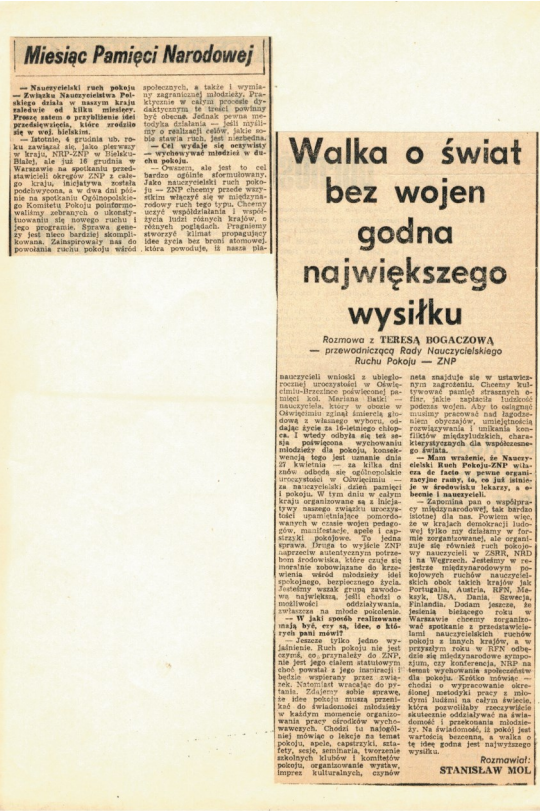 Miesiąc Pamięci Narodowej
— Nauczycielski ruch pokoju
— Związku Nauczycielstwa Pol-
skiego działa w naszym kraju
zaledwie od kilku miesięcy.
Proszę zatem o przybliżenie idei
przedsięwzięcia, które zrodziło
się w woj. bielskim.
— Istotnie, 4 grudnia ub. ro-
ku zawiązał się, jako pierwszy
w kraju, NRP-ZNP w Bielsku-
Białej, ale już 16 grudnia w
Warszawie na spotkaniu przed-
stawicieli okręgów ZNP z całe-
go kraju, inicjatywa została
podchwycona, a w dwa dni póź-
nie na spotkaniu Ogólnopolskie-
go Komitetu Pokoju poinformo-
waliśmy zebranych o ukonsty-
tuowaniu się nowego ruchu i
jego programie. Sprawa gene-
zy jest nieco bardziej skompli-
kowana. Zainspirowały nas do
powołania ruchu pokoju wśród
społecznych, a także i wymia-
ny zagranicznej młodzieży. Pra-
ktycznie w całym procesie dy-
daktycznym te treści powinny
być obecne. Jednak pewna me-
todyka działania — jeśli myśli-
my o realizacji celów, jakie so-
bie stawia ruch, jest niezbędna.
— Cel wydaje się oczywisty
— wychowywać młodzież w du-
chu pokoju.
— Owszem, ale jest to cel
bardzo ogólnie sformułowany.
Jako nauczycielski ruch poko-
ju — ZNP chcemy przede wszy-
stkim włączyć się w międzyna-
rodowy ruch tego typu. Chcemy
uczyć współdziałania i współ-
życia ludzi różnych krajów, o
różnych poglądach. Pragniemy
stworzyć klimat propagujący
idee życia bez broni atomowej,
która powoduje, iż nasza pla-
Walka o świat
bez wojen
godna
największego
wysiłku
Rozmowa z TERESĄ BOGACZOWĄ
— przewodniczącą Rady Nauczycielskiego
Ruchu Pokoju — ZNP
nauczycieli wnioski z ubiegło-
rocznej uroczystości w Oświę-
cimiu-Brzezince poświęconej pa-
mięci kol. Mariana Batki —
nauczyciela, który w obozie w
Oświęcimiu zginął śmiercią głod-
ową z własnego wyboru, od-
dając życie za 16-letniego chłop-
ca. I wtedy odbyła się też se-
sja poświęcona wychowaniu
młodzieży dla pokoju, konsek-
wencją tego jest uznanie dnia
27 kwietnia — za kilka dni
znów odbędą się ogólnopolskie
uroczystości w Oświęcimiu —
za nauczycielski dzień pamięci
i pokoju. W tym dniu w całym
kraju organizowane są z inicja-
tywy naszego związku uroczys-
tości upamiętniające pomordo-
wanych w czasie wojen pedago-
gów, manifestacje, apele i cap-
strzyki pokojowe. To jedna
sprawa. Druga to wyjście ZNP
naprzeciw autentycznym potrze-
bom środowiska, które czuje się
moralnie zobowiązane do krze-
wienia wśród młodzieży idei
spokojnego, bezpiecznego życia.
Jesteśmy wszak grupą zawodo-
wą największą, jeśli chodzi o
możliwości oddziaływania,
zwłaszcza na młode pokolenie.
— W jaki sposób realizowane
mają być, czy są, idee, o któ-
rych pani mówi?
— Jeszcze tylko jedno wy-
jaśnienie. Ruch pokoju nie jest
czymś, co przynależy do ZNP,
nie jest jego ciałem statutowym
choć powstał z jego inspiracji i
będzie wspierany przez zwią-
zek. Natomiast wracając do py-
tania. Zdajemy sobie sprawę,
że idee pokoju muszą przeni-
kać do świadomości młodzieży
w każdym momencie organizo-
wania pracy ośrodków wycho-
wawczych. Chodzi tu najogól-
niej mówiąc o lekcje na temat
pokoju, apele, capstrzyki, szta-
fety, sesje, seminaria, tworzenie
szkolnych klubów i komitetów
pokoju, organizowanie wystaw,
imprez kulturalnych, czynów
neta znajduje się w ustawicz-
nym zagrożeniu. Chcemy kul-
tywować pamięć strasznych o-
fiar, jakie zapłaciła ludzkość
podczas wojen. Aby to osiągnąć
musimy pracować nad łagodze-
niem obyczajów, umiejętnością
rozwiązywania i unikania kon-
fliktów międzyludzkich, chara-
kterystycznych dla współczesne-
go świata.
— Mam wrażenie, że Nauczy-
cielski Ruch Pokoju-ZNP włą-
cza de facto w pewne organi-
zacyjne ramy, to, co już istnie-
je w środowisku lekarzy, a o-
becnie i nauczycieli.
— Zapomina pan o współpra-
cy międzynarodowej, tak bardzo
istotnej dla nas. Powiem więc,
że w krajach demokracji ludo-
wej tylko my działamy w for-
mie zorganizowanej, ale organi-
zuje się również ruch pokojo-
wy nauczycieli w ZSRR, NRD
i na Węgrzech. Jesteśmy w re-
jestrze międzynarodowym po-
kojowych ruchów nauczyciel-
skich obok takich krajów jak
Portugalia, Austria, RFN, Me-
ksyk, USA, Dania, Szwecja,
Finlandia. Dodam jeszcze, że
jesienią bieżącego roku w
Warszawie chcemy zorganizo-
wać spotkanie z przedstawicie-
lami nauczycielskich ruchów
pokoju z innych krajów, a w
przyszłym roku w RFN odbę-
dzie się międzynarodowe sympo-
zjum, czy konferencja, NRP na
temat wychowania społeczeństw
dla pokoju. Krótko mówiąc —
chodzi o wypracowanie okre-
ślonej metodyki pracy z mło-
dymi ludźmi na całym świecie,
która pozwoliłaby rzeczywiście
skutecznie oddziaływać na świa-
domość i przekonania młodzie-
ży. Na świadomość, iż pokój jest
wartością bezcenną, a walka o
tę ideę godna jest najwyższego
wysiłku.
Rozmawiał:
STANISŁAW MOL